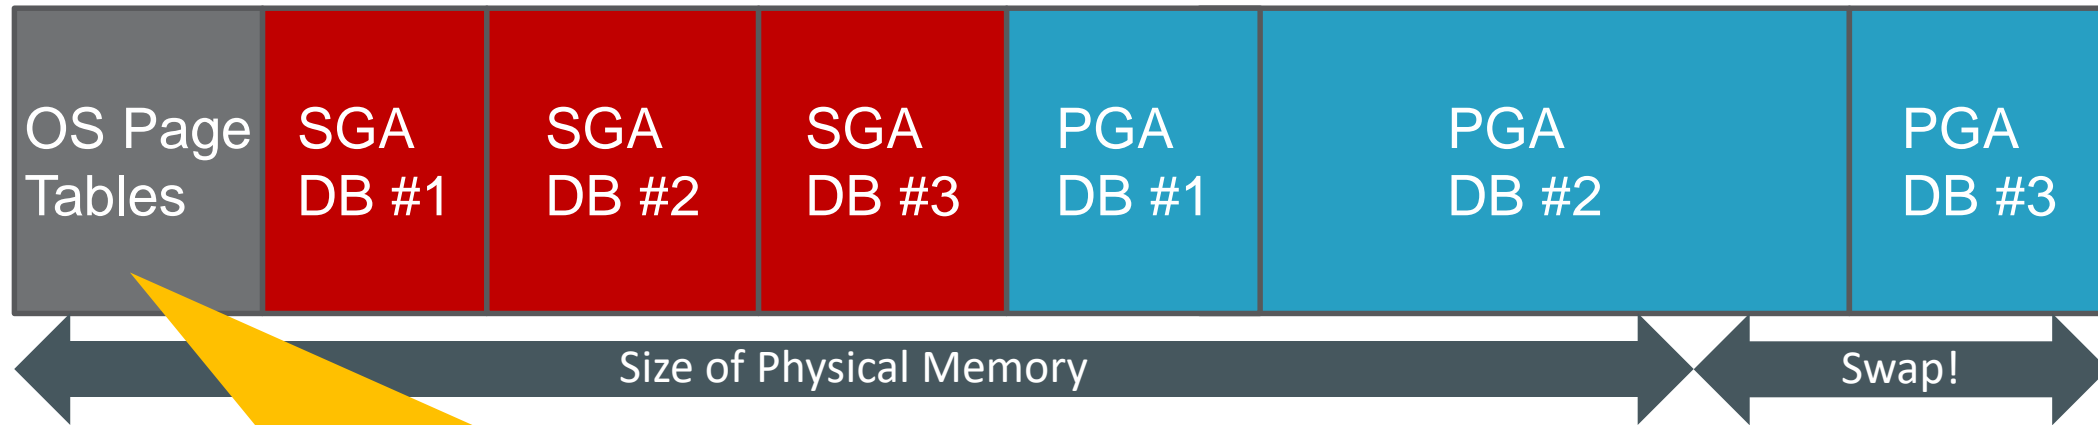 OS Page
Tables
SGA
DB #1
SGA
DB #2
SGA
DB #3
PGA
DB #1
PGA
DB #2
PGA
DB #3
Size of Physical Memory
Swap!